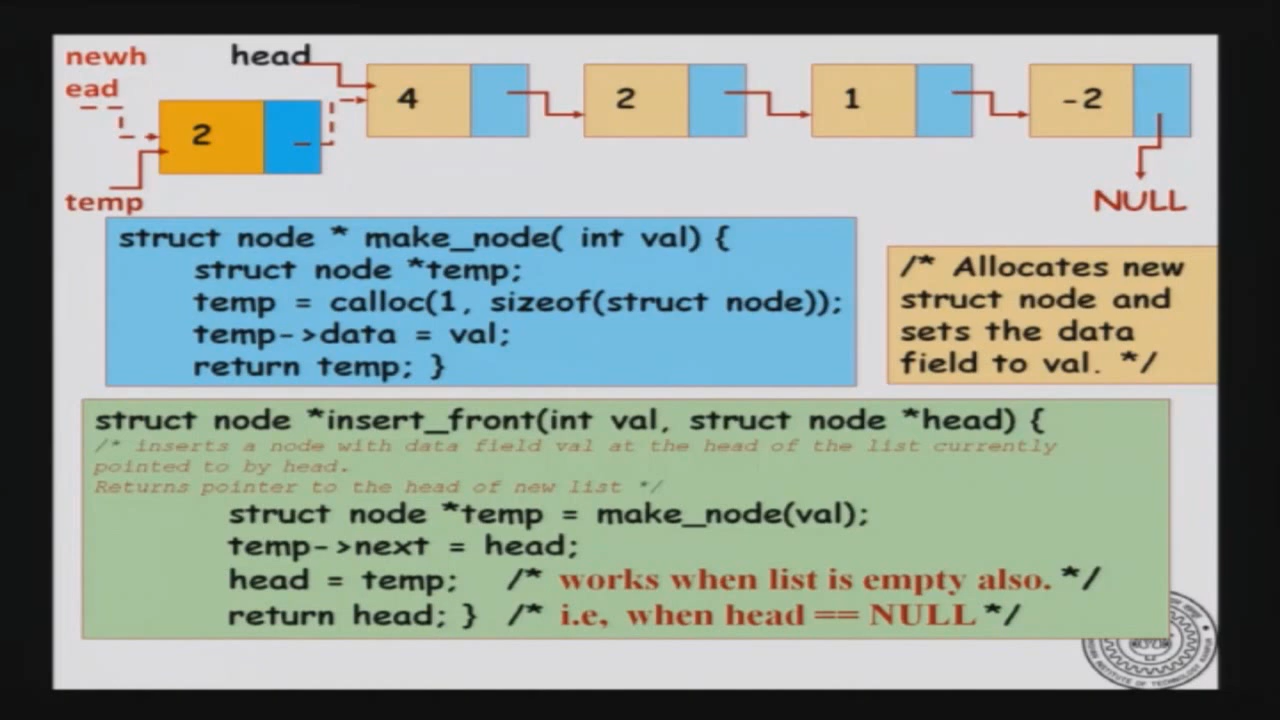 newh
ead
head
4
2
1
-2
2
temp
NULL
struct node * make_node( int val) {
struct node *temp;
temp = calloc(1, sizeof(struct node));
temp->data = val;
return temp; }
/* Allocates new
struct node and
sets the data
field to val. */
struct node *insert_front(int val, struct node *head) {
/* inserts a node with data field val at the head of the list currently
pointed to by head.
Returns pointer to the head of new list */
struct node *temp = make_node(val);
temp->next = head;
head = temp; /* works when list is empty also. */
return head; } /* i.e, when head == NULL */